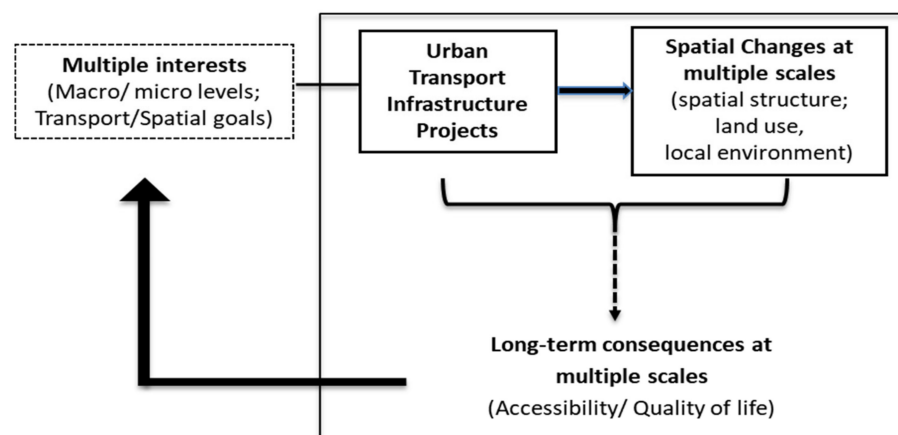 Multiple interests
(Macro/ micro levels;
Transport/Spatial goals)
Urban
Transport
Infrastructure
Projects
Spatial Changes at
multiple scales
(spatial structure;
land use,
local environment)
Long-term consequences at
multiple scales
(Accessibility/ Quality of life)